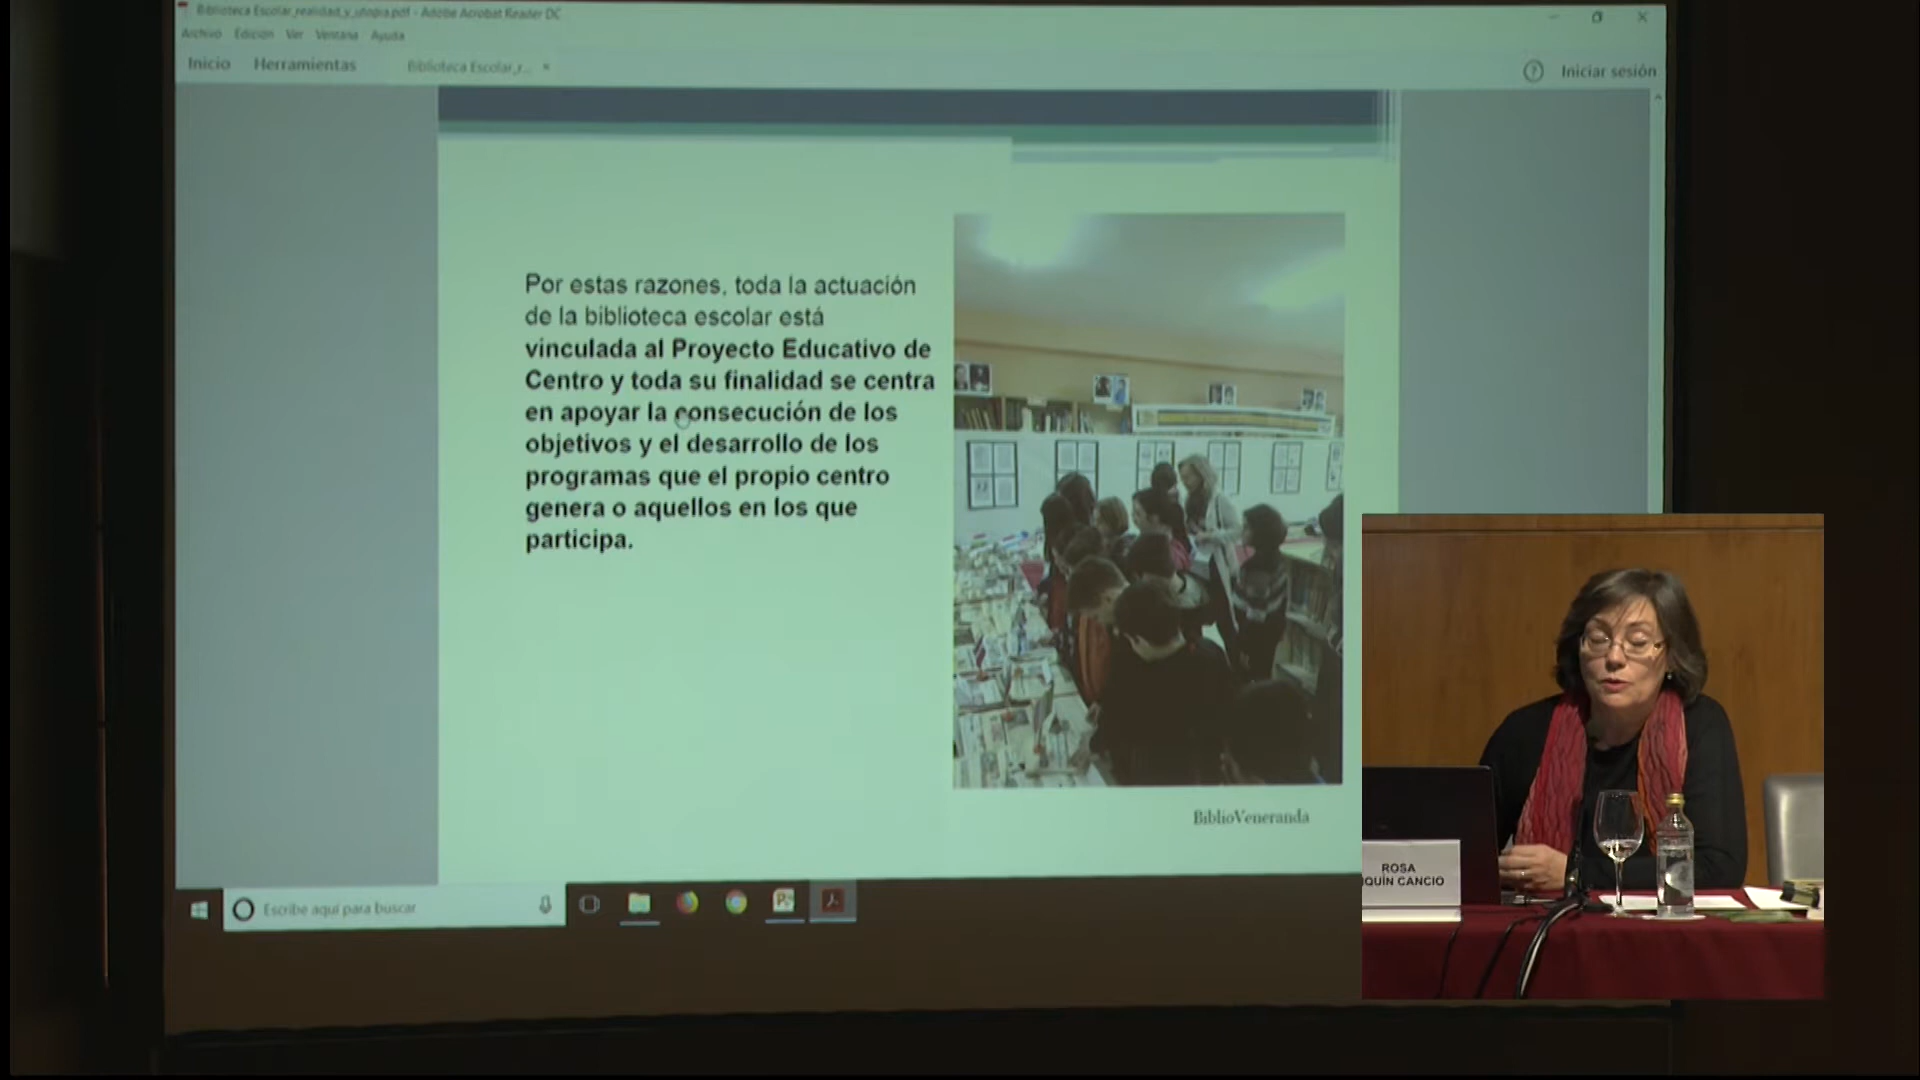 Biblioteca Escolar_realidad_y_utopia.pdf - Adobe Acrobat Reader DC
Archivo Edición Ver Ventana Ayuda
Inicio Herramientas Biblioteca Escolar_r... × ? Iniciar sesión
Por estas razones, toda la actuación
de la biblioteca escolar está
vinculada al Proyecto Educativo de
Centro y toda su finalidad se centra
en apoyar la consecución de los
objetivos y el desarrollo de los
programas que el propio centro
genera o aquellos en los que
participa.
BiblioVeneranda
Escribe aquí para buscar
ROSA
IQUÍN CANCIO